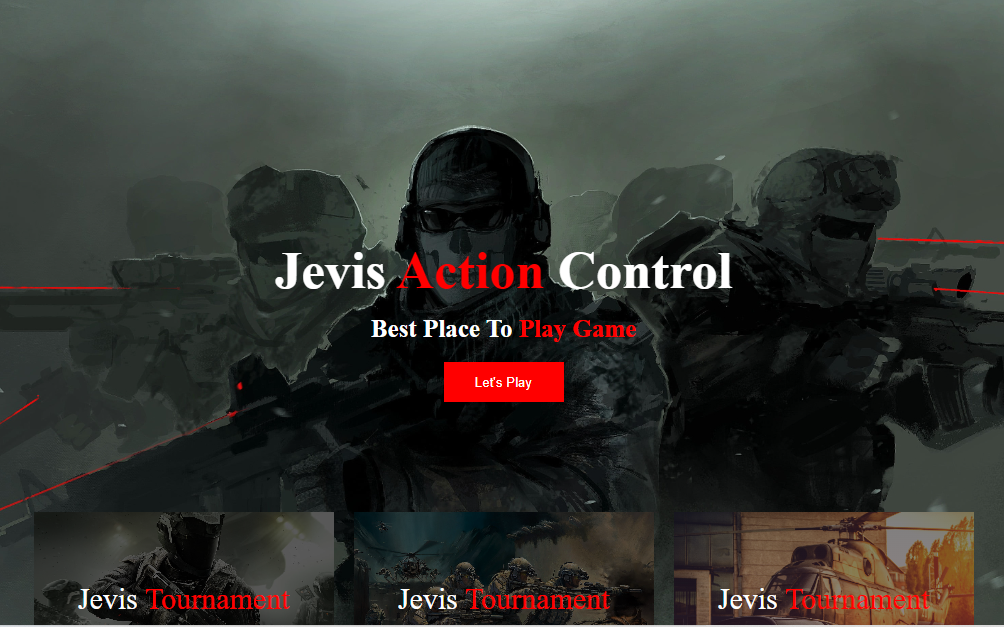 Jevis Action Control
Best Place To Play Game
Let's Play
Jevis Tournament
Jevis Tournament
Jevis Tournament